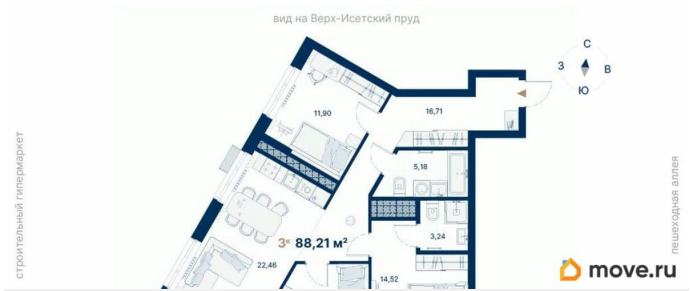 вид на Верх-Исетский пруд
С
З
В
Ю
11,90
16,71
строительный гипермаркет
пешеходная аллея
5,18
3ᴷ 88,21 м²
3,24
22,46
14,52
move.ru